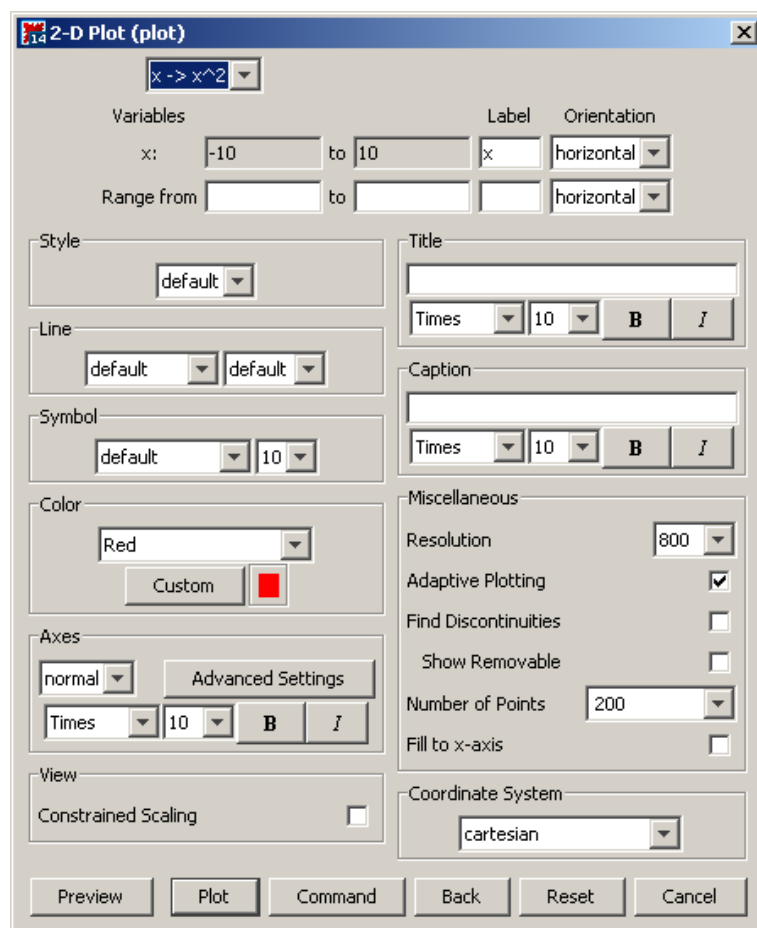 14 2-D Plot (plot)
x -> x^2
Variables Label Orientation
x: -10 to 10 x horizontal
Range from to horizontal
Style
default
Line
default default
Symbol
default 10
Color
Red
Custom
Axes
normal Advanced Settings
Times 10 B I
View
Constrained Scaling
Title
Times 10 B I
Caption
Times 10 B I
Miscellaneous
Resolution 800
Adaptive Plotting
Find Discontinuities
Show Removable
Number of Points 200
Fill to x-axis
Coordinate System
cartesian
Preview Plot Command Back Reset Cancel